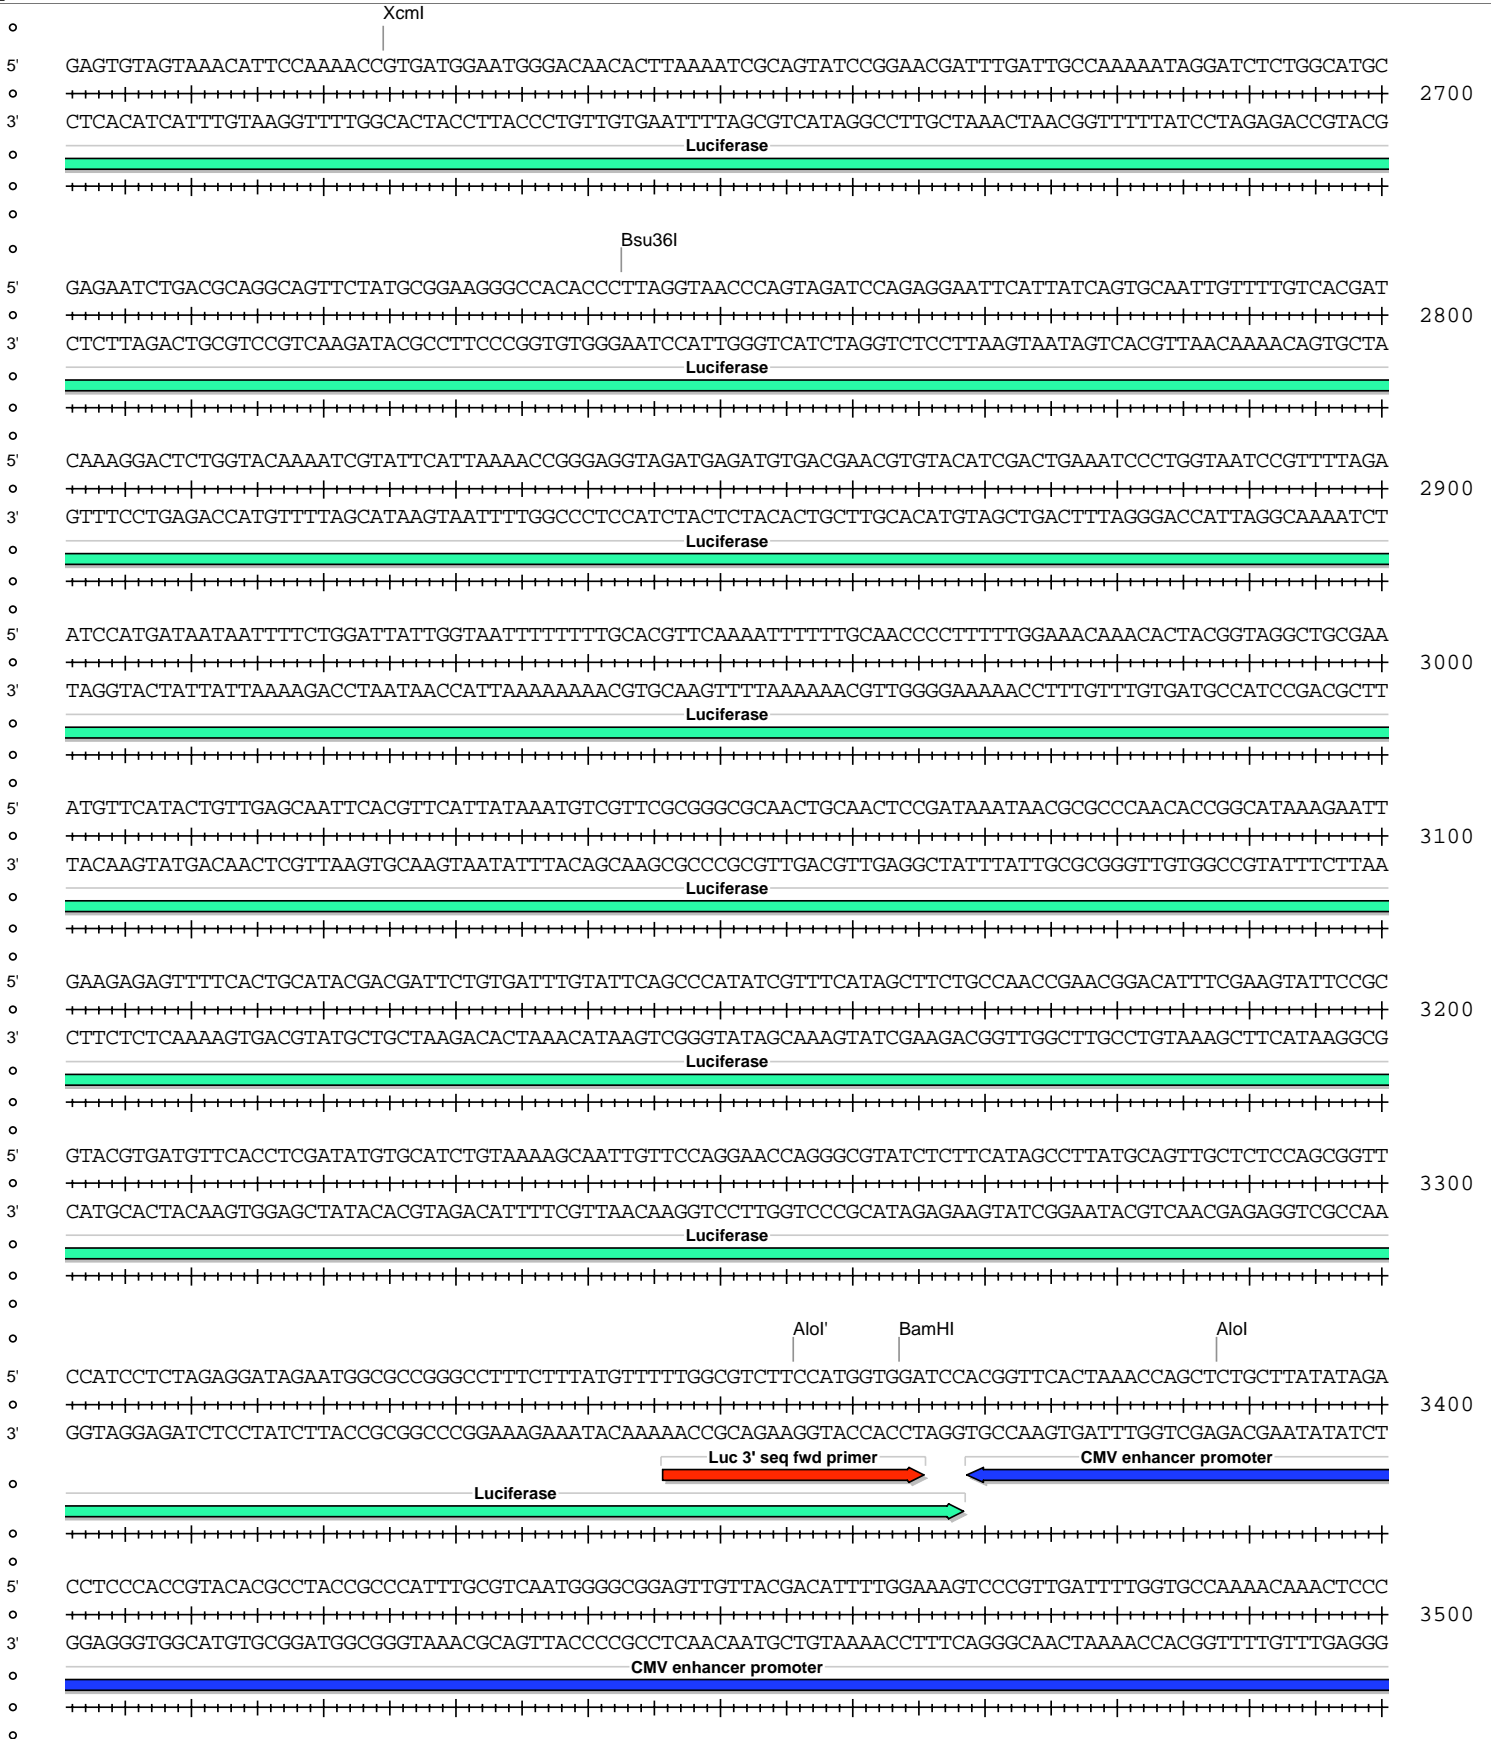 XcmI
5' GAGTGTAGTAAACATTCCAAAACCGTGATGGAATGGGACAACACTTAAAATCGCAGTATCCGGAACGATTTGATTGCCAAAAATAGGATCTCTGGCATGC
2700
3' CTCACATCATTTGTAAGGTTTTGGCACTACCTTACCCTGTTGTGAATTTTAGCGTCATAGGCCTTGCTAAACTAACGGTTTTTATCCTAGAGACCGTACG
Luciferase
Bsu36I
5' GAGAATCTGACGCAGGCAGTTCTATGCGGAAGGGCCACACCCTTAGGTAACCCAGTAGATCCAGAGGAATTCATTATCAGTGCAATTGTTTTGTCACGAT
2800
3' CTCTTAGACTGCGTCCGTCAAGATACGCCTTCCCGGTGTGGGAATCCATTGGGTCATCTAGGTCTCCTTAAGTAATAGTCACGTTAACAAAACAGTGCTA
Luciferase
5' CAAAGGACTCTGGTACAAAATCGTATTCATTAAAACCGGGAGGTAGATGAGATGTGACGAACGTGTACATCGACTGAAATCCCTGGTAATCCGTTTTAGA
2900
3' GTTTCCTGAGACCATGTTTTAGCATAAGTAATTTTGGCCCTCCATCTACTCTACACTGCTTGCACATGTAGCTGACTTTAGGGACCATTAGGCAAAATCT
Luciferase
5' ATCCATGATAATAATTTTCTGGATTATTGGTAATTTTTTTTGCACGTTCAAAATTTTTTGCAACCCCTTTTTGGAAACAAACACTACGGTAGGCTGCGAA
3000
3' TAGGTACTATTATTAAAAGACCTAATAACCATTAAAAAAAACGTGCAAGTTTTAAAAAACGTTGGGGAAAAACCTTTGTTTGTGATGCCATCCGACGCTT
Luciferase
5' ATGTTCATACTGTTGAGCAATTCACGTTCATTATAAATGTCGTTCGCGGGCGCAACTGCAACTCCGATAAATAACGCGCCCAACACCGGCATAAAGAATT
3100
3' TACAAGTATGACAACTCGTTAAGTGCAAGTAATATTTACAGCAAGCGCCCGCGTTGACGTTGAGGCTATTTATTGCGCGGGTTGTGGCCGTATTTCTTAA
Luciferase
5' GAAGAGAGTTTTCACTGCATACGACGATTCTGTGATTTGTATTCAGCCCATATCGTTTCATAGCTTCTGCCAACCGAACGGACATTTCGAAGTATTCCGC
3200
3' CTTCTCTCAAAAGTGACGTATGCTGCTAAGACACTAAACATAAGTCGGGTATAGCAAAGTATCGAAGACGGTTGGCTTGCCTGTAAAGCTTCATAAGGCG
Luciferase
5' GTACGTGATGTTCACCTCGATATGTGCATCTGTAAAAGCAATTGTTCCAGGAACCAGGGCGTATCTCTTCATAGCCTTATGCAGTTGCTCTCCAGCGGTT
3300
3' CATGCACTACAAGTGGAGCTATACACGTAGACATTTTCGTTAACAAGGTCCTTGGTCCCGCATAGAGAAGTATCGGAATACGTCAACGAGAGGTCGCCAA
Luciferase
AloI' BamHI AloI
5' CCATCCTCTAGAGGATAGAATGGCGCCGGGCCTTTCTTTATGTTTTTGGCGTCTTCCATGGTGGATCCACGGTTCACTAAACCAGCTCTGCTTATATAGA
3400
3' GGTAGGAGATCTCCTATCTTACCGCGGCCCGGAAAGAAATACAAAAACCGCAGAAGGTACCACCTAGGTGCCAAGTGATTTGGTCGAGACGAATATATCT
Luc 3' seq fwd primer CMV enhancer promoter
Luciferase
5' CCTCCCACCGTACACGCCTACCGCCCATTTGCGTCAATGGGGCGGAGTTGTTACGACATTTTGGAAAGTCCCGTTGATTTTGGTGCCAAAACAAACTCCC
3500
3' GGAGGGTGGCATGTGCGGATGGCGGGTAAACGCAGTTACCCCGCCTCAACAATGCTGTAAAACCTTTCAGGGCAACTAAAACCACGGTTTTGTTTGAGGG
CMV enhancer promoter